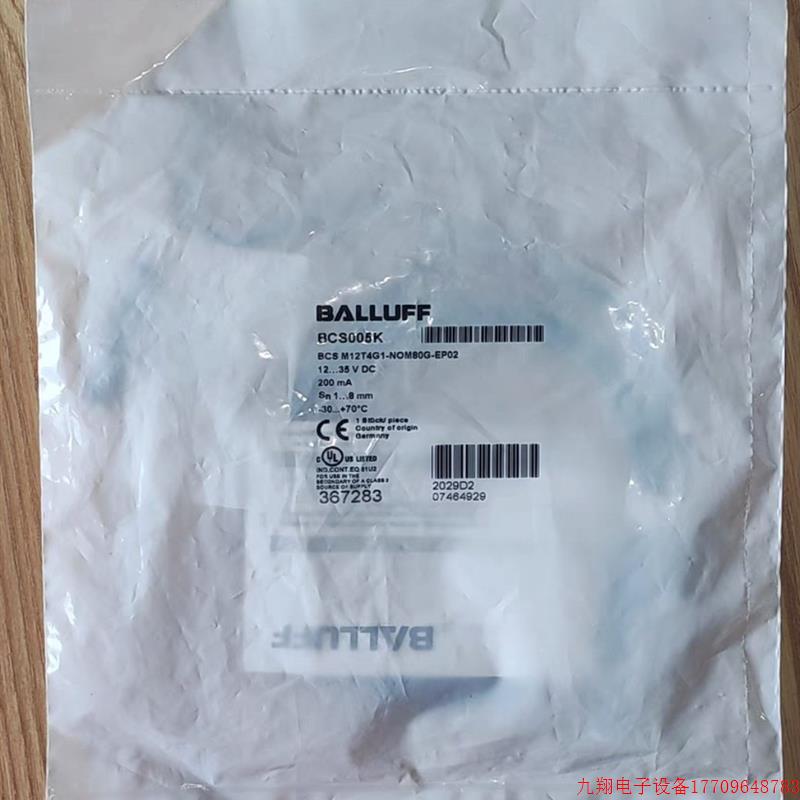 BALLUFF
BCS005K
BCS M12T4G1-NOM80G-EP02
12...35 V DC
200 mA
Sn 1...8 mm
-30...+70°C
CE
1 Stück/ piece
Country of origin
Germany
C UL US LISTED
IND.CONT.EQ 81U2
FOR USE IN THE
SECONDARY OF A CLASS 2
SOURCE OF SUPPLY
367283
2029D2
07464929
BALLUFF
九翔电子设备17709648783